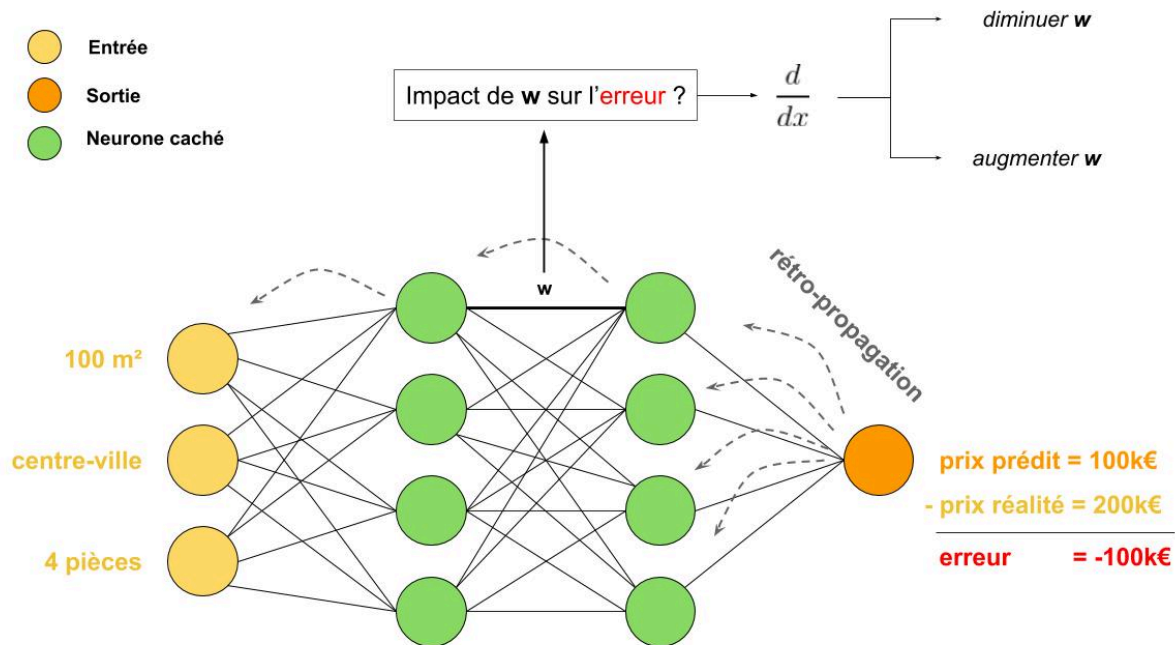 Entrée
Sortie
Neurone caché
Impact de w sur l'erreur ?
d
dx
diminuer w
augmenter w
w
rétro-propagation
100 m²
centre-ville
4 pièces
prix prédit = 100k€
- prix réalité = 200k€
erreur = -100k€